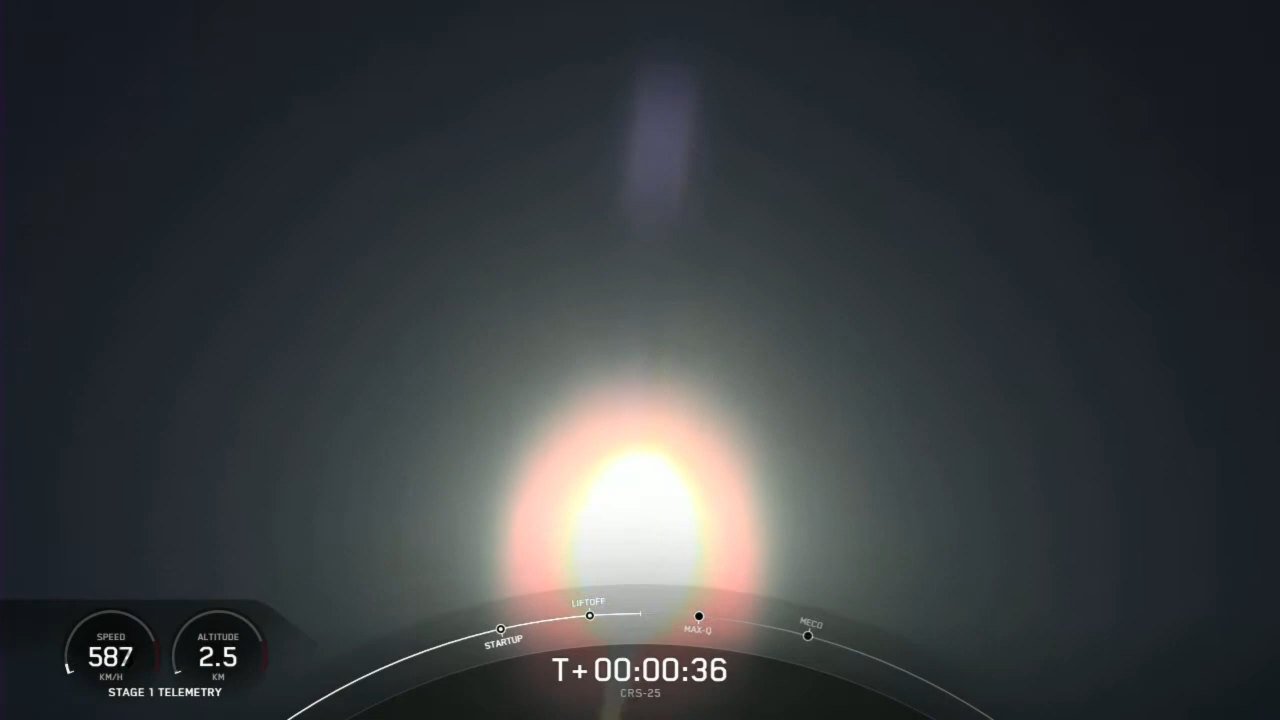 LIFTOFF
STARTUP
MAX-Q
MECO
SPEED
587
KM/H
ALTITUDE
2.5
KM
STAGE 1 TELEMETRY
T+00:00:36
CRS-25